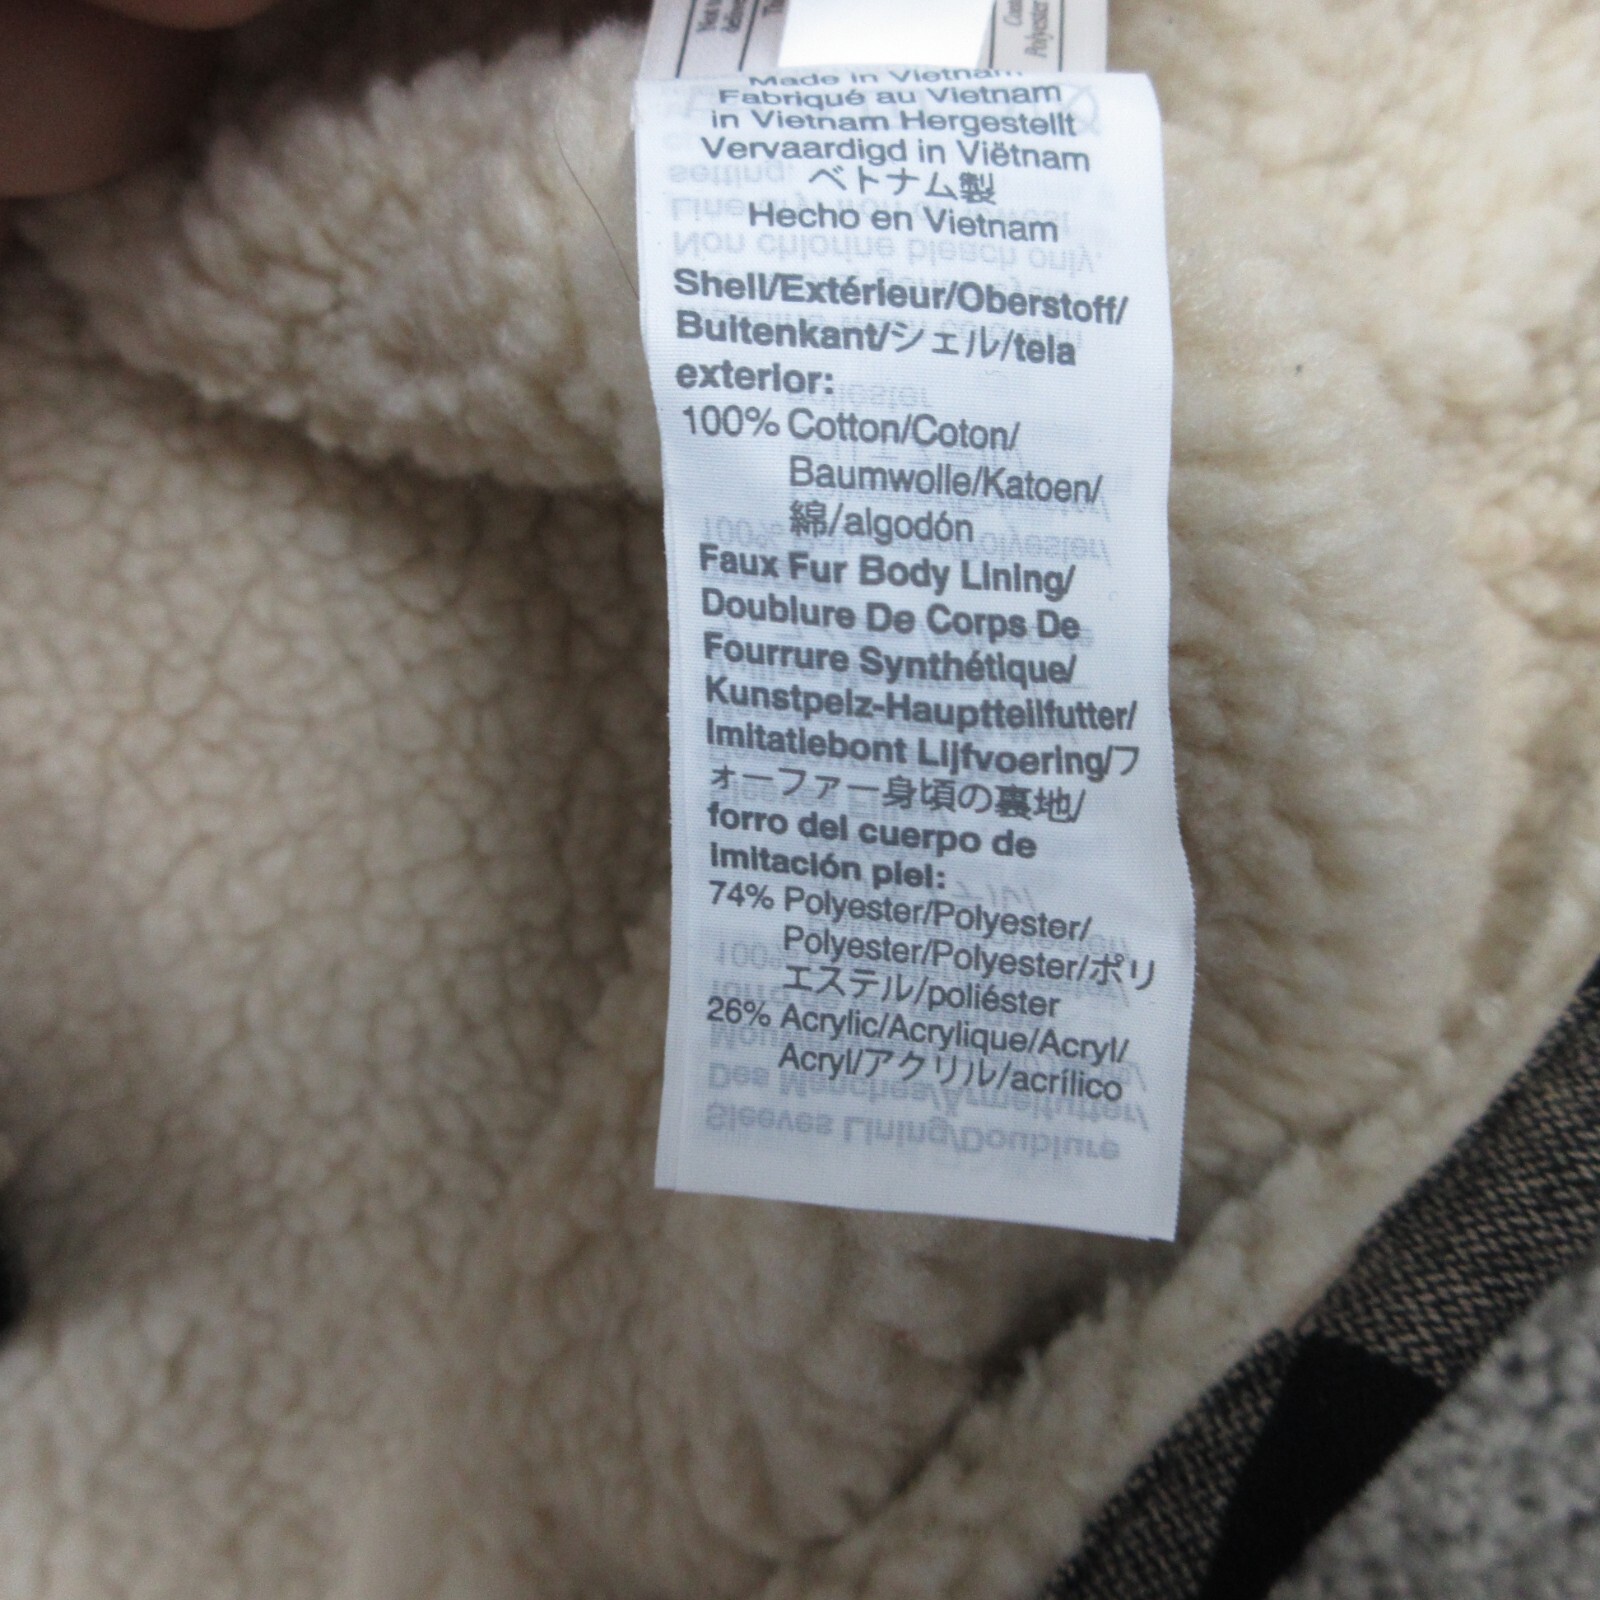 Made in Vietnam
Fabriqué au Vietnam
in Vietnam Hergestellt
Vervaardigd in Viëtnam
ベトナム製
Hecho en Vietnam
Shell/Extérieur/Oberstoff/
Buitenkant/シェル/tela
exterior:
100% Cotton/Coton/
Baumwolle/Katoen/
綿/algodón
Faux Fur Body Lining/
Doublure De Corps De
Fourrure Synthétique/
Kunstpelz-Hauptteilfutter/
Imitatiebont Lijfvoering/フ
ォーファー身頃の裏地/
forro del cuerpo de
imitación piel:
74% Polyester/Polyester/
Polyester/Polyester/ポリ
エステル/poliéster
26% Acrylic/Acrylique/Acryl/
Acryl/アクリル/acrílico